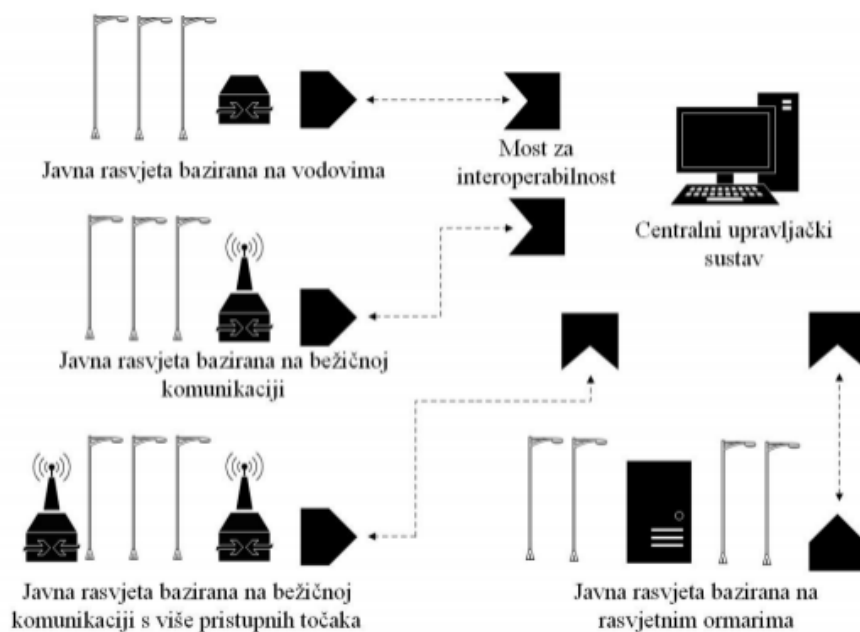 Javna rasvjeta bazirana na vodovima
Most za
interoperabilnost
Centralni upravljački
sustav
Javna rasvjeta bazirana na bežičnoj
komunikaciji
Javna rasvjeta bazirana na bežičnoj
komunikaciji s više pristupnih točaka
Javna rasvjeta bazirana na
rasvjetnim ormarima